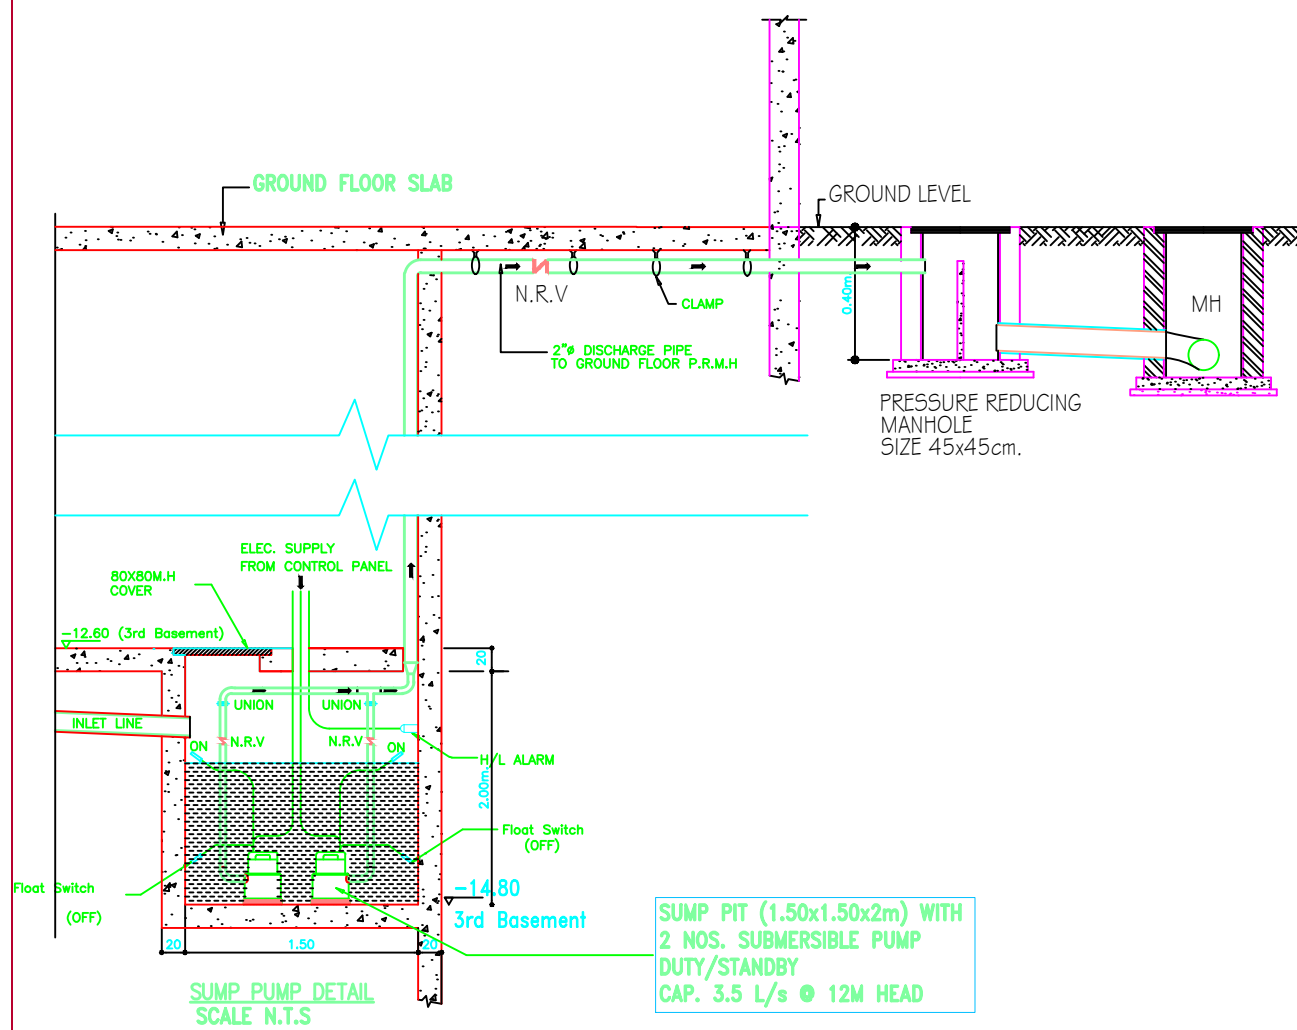 GROUND FLOOR SLAB
GROUND LEVEL
N.R.V
CLAMP
0.40m.
MH
2"ø DISCHARGE PIPE
TO GROUND FLOOR P.R.M.H
PRESSURE REDUCING
MANHOLE
SIZE 45x45cm.
ELEC. SUPPLY
FROM CONTROL PANEL
80X80M.H
COVER
-12.60 (3rd Basement)
20
UNION
UNION
INLET LINE
ON
N.R.V
N.R.V
ON
H/L ALARM
2.00m.
Float Switch
(OFF)
Float Switch
(OFF)
-14.80
3rd Basement
20
1.50
20
SUMP PIT (1.50x1.50x2m) WITH
2 NOS. SUBMERSIBLE PUMP
DUTY/STANDBY
CAP. 3.5 L/s @ 12M HEAD
SUMP PUMP DETAIL
SCALE N.T.S